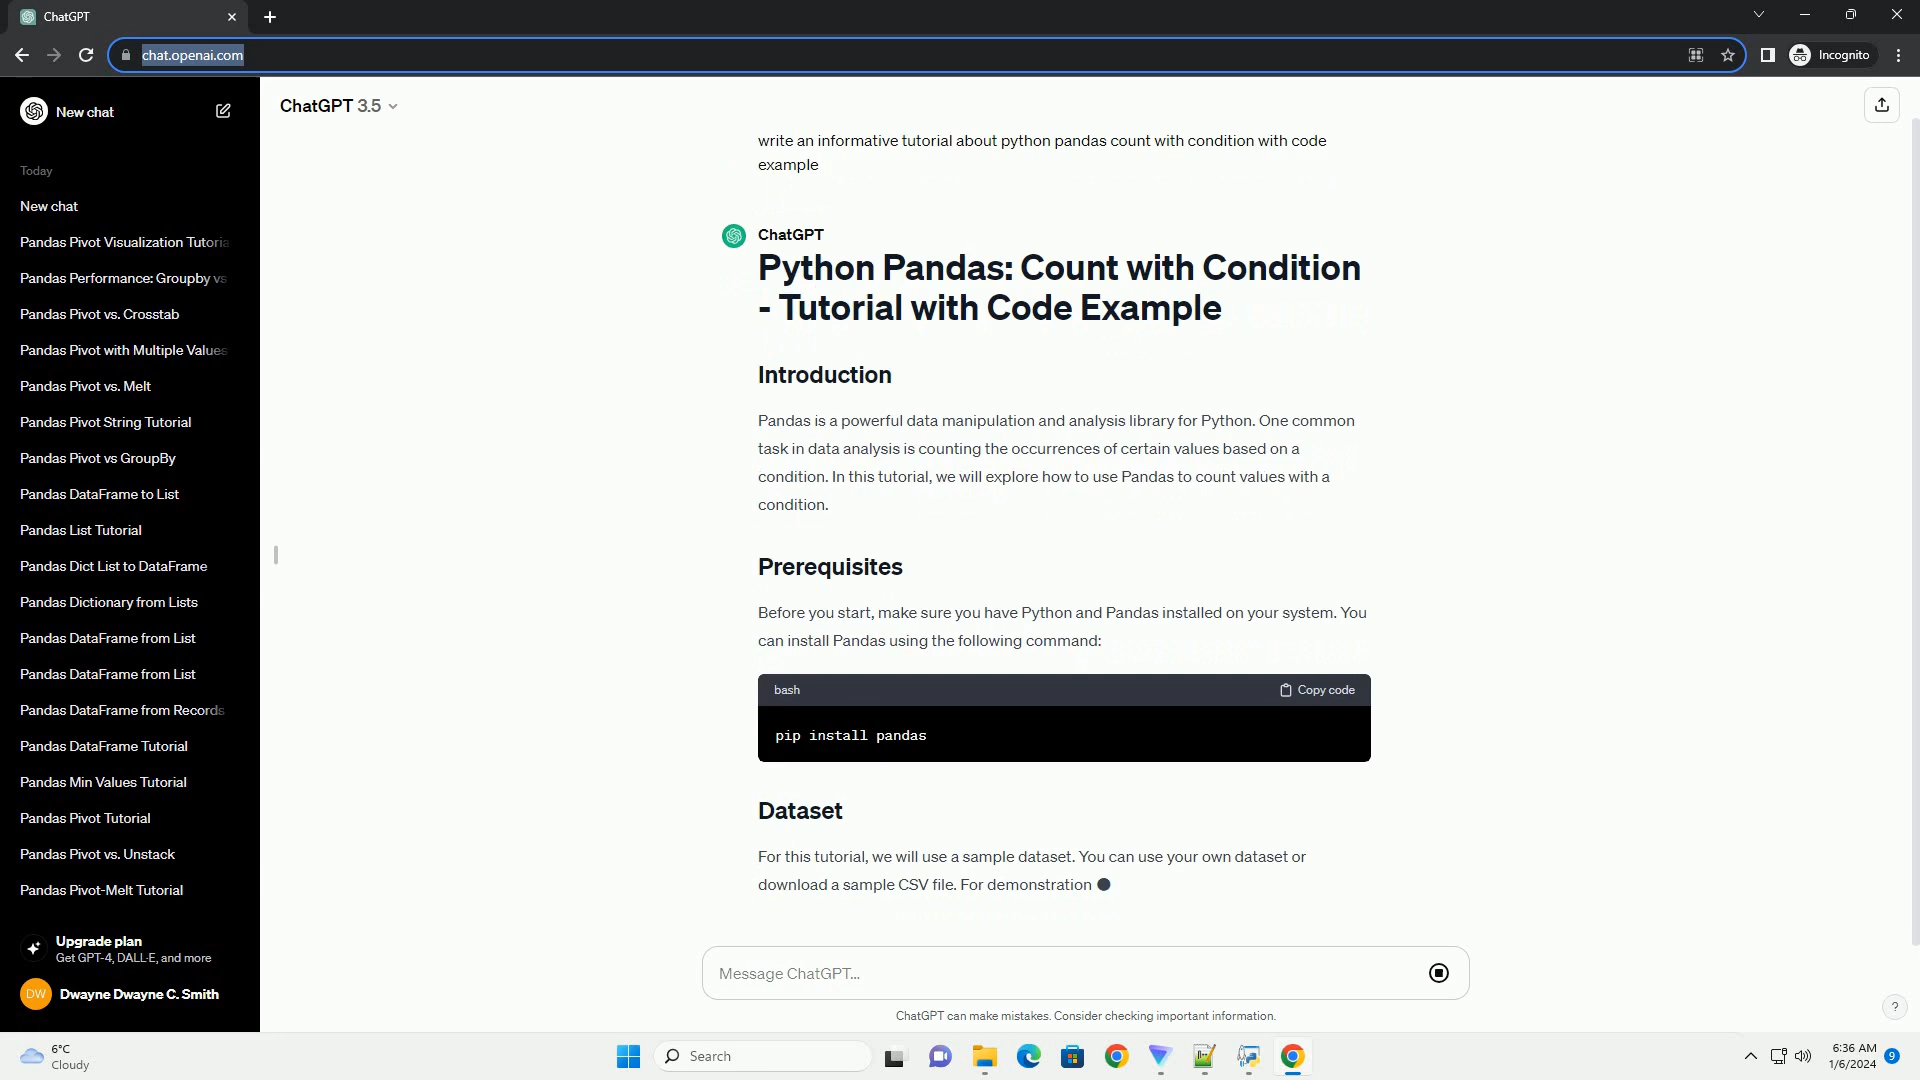 ChatGPT
chat.openai.com
Incognito
New chat
Today
New chat
Pandas Pivot Visualization Tutoria
Pandas Performance: Groupby vs
Pandas Pivot vs. Crosstab
Pandas Pivot with Multiple Values
Pandas Pivot vs. Melt
Pandas Pivot String Tutorial
Pandas Pivot vs GroupBy
Pandas DataFrame to List
Pandas List Tutorial
Pandas Dict List to DataFrame
Pandas Dictionary from Lists
Pandas DataFrame from List
Pandas DataFrame from List
Pandas DataFrame from Records
Pandas DataFrame Tutorial
Pandas Min Values Tutorial
Pandas Pivot Tutorial
Pandas Pivot vs. Unstack
Pandas Pivot-Melt Tutorial
Upgrade plan
Get GPT-4, DALL·E, and more
DW Dwayne Dwayne C. Smith
ChatGPT 3.5
write an informative tutorial about python pandas count with condition with code
example
ChatGPT
Python Pandas: Count with Condition
- Tutorial with Code Example
Introduction
Pandas is a powerful data manipulation and analysis library for Python. One common
task in data analysis is counting the occurrences of certain values based on a
condition. In this tutorial, we will explore how to use Pandas to count values with a
condition.
Prerequisites
Before you start, make sure you have Python and Pandas installed on your system. You
can install Pandas using the following command:
bash Copy code
pip install pandas
Dataset
For this tutorial, we will use a sample dataset. You can use your own dataset or
download a sample CSV file. For demonstration
Message ChatGPT...
ChatGPT can make mistakes. Consider checking important information.
?
6°C
Cloudy
Search
6:36 AM
1/6/2024
9